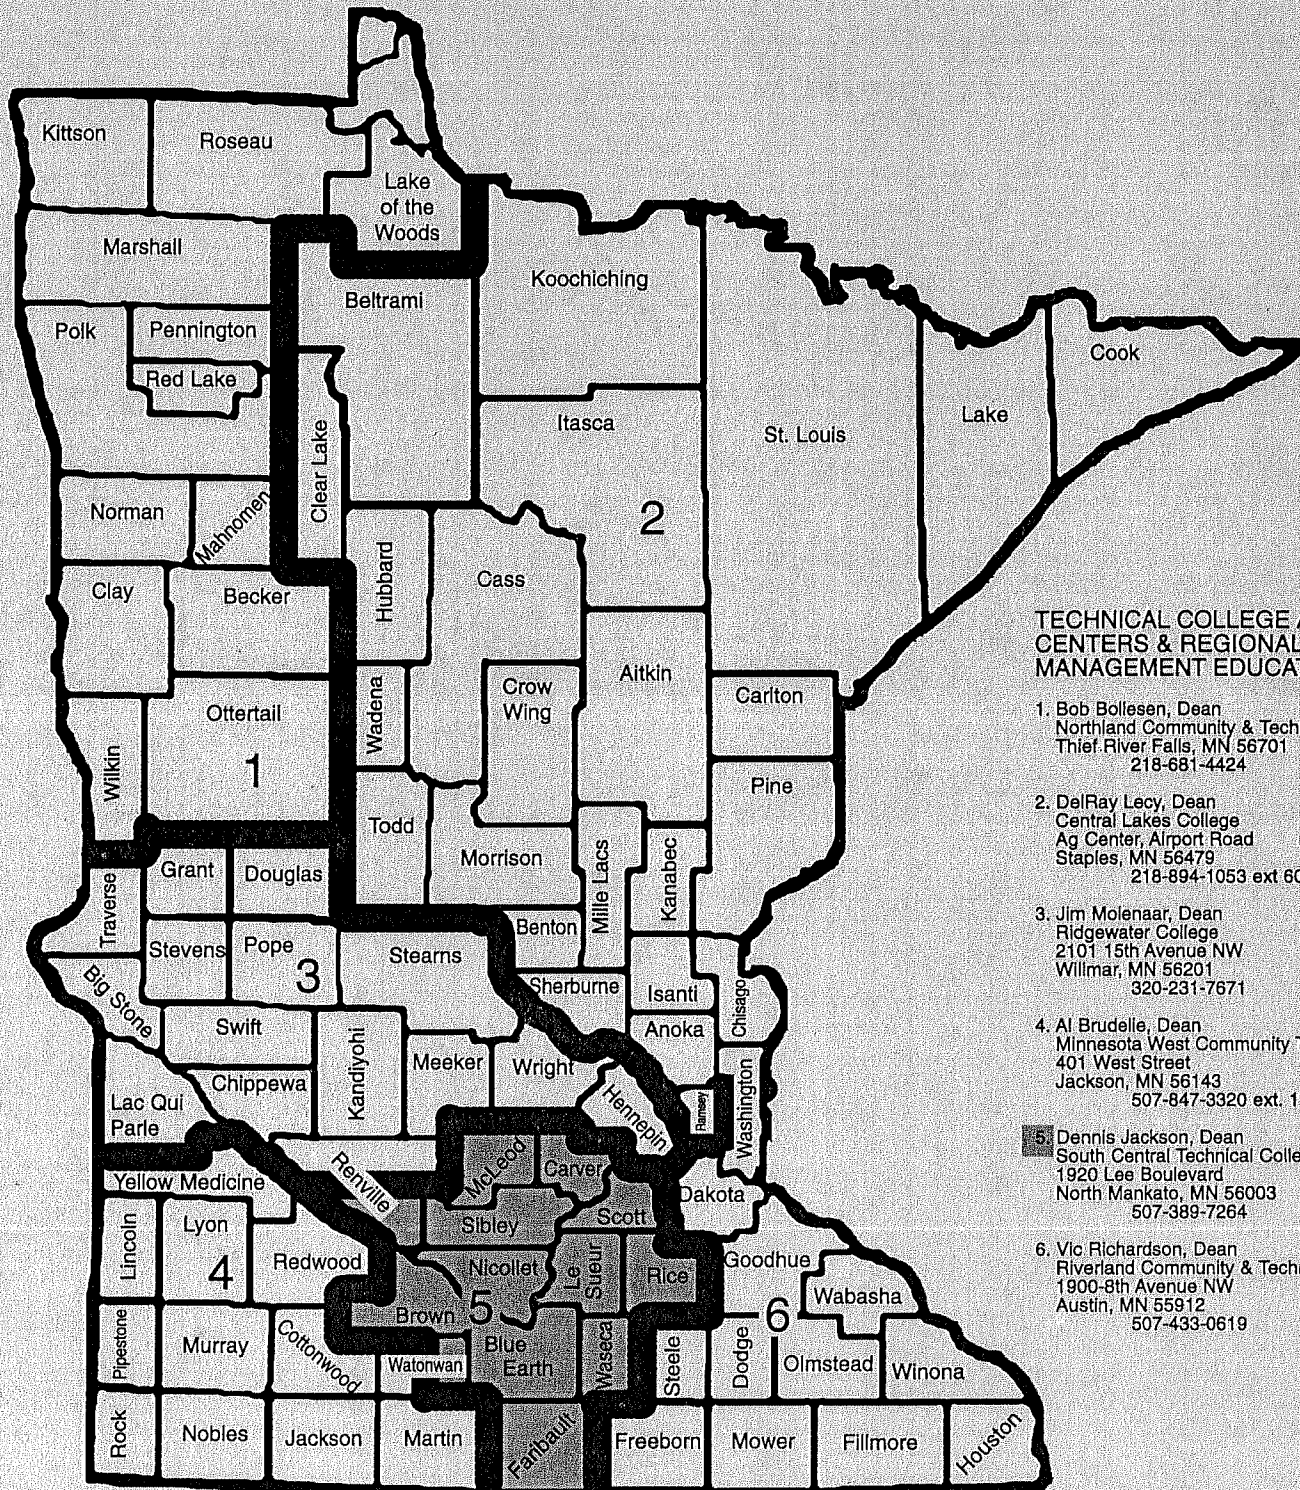 Kittson
Roseau
Lake
of the
Woods
Marshall
Koochiching
Beltrami
Polk
Pennington
Red Lake
Cook
Lake
Itasca
St. Louis
Clear Lake
Norman
Mahnomen
2
Hubbard
Cass
Clay
Becker
TECHNICAL COLLEGE
CENTERS & REGIONAL
MANAGEMENT EDUCAT
Aitkin
Crow
Wing
Carlton
Wadena
Ottertail
1. Bob Bollesen, Dean
Northland Community & Tech
Thief River Falls, MN 56701
218-681-4424
Wilkin
1
Pine
2. DelRay Lecy, Dean
Central Lakes College
Ag Center, Airport Road
Staples, MN 56479
218-894-1053 ext 60
Todd
Morrison
Mille Lacs
Kanabec
Grant
Douglas
Traverse
Benton
3. Jim Molenaar, Dean
Ridgewater College
2101 15th Avenue NW
Willmar, MN 56201
320-231-7671
Stevens
Pope
3
Stearns
Big Stone
Sherburne
Isanti
Chisago
Swift
Anoka
4. Al Brudelle, Dean
Minnesota West Community T
401 West Street
Jackson, MN 56143
507-847-3320 ext. 1
Kandiyohi
Meeker
Wright
Chippewa
Washington
Lac Qui
Parle
Hennepin
Ramsey
5. Dennis Jackson, Dean
South Central Technical Colle
1920 Lee Boulevard
North Mankato, MN 56003
507-389-7264
McLeod
Carver
Renville
Yellow Medicine
Dakota
Lincoln
Lyon
Sibley
Scott
4
Redwood
Nicollet
Le
Sueur
Rice
Goodhue
6. Vic Richardson, Dean
Riverland Community & Tech
1900-8th Avenue NW
Austin, MN 55912
507-433-0619
Wabasha
Brown
5
6
Pipestone
Murray
Cottonwood
Watonwan
Blue
Earth
Waseca
Steele
Dodge
Olmstead
Winona
Rock
Nobles
Jackson
Martin
Faribault
Freeborn
Mower
Fillmore
Houston